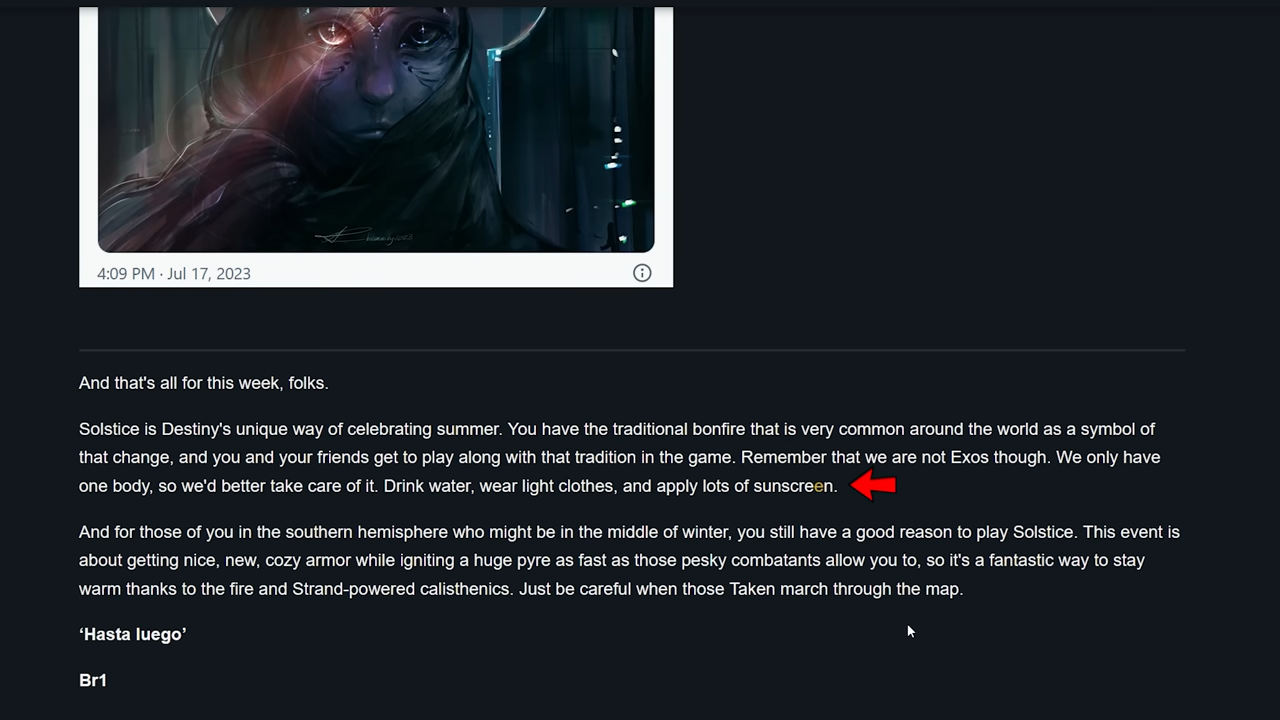 4:09 PM · Jul 17, 2023
And that's all for this week, folks.
Solstice is Destiny's unique way of celebrating summer. You have the traditional bonfire that is very common around the world as a symbol of
that change, and you and your friends get to play along with that tradition in the game. Remember that we are not Exos though. We only have
one body, so we'd better take care of it. Drink water, wear light clothes, and apply lots of sunscreen.
And for those of you in the southern hemisphere who might be in the middle of winter, you still have a good reason to play Solstice. This event is
about getting nice, new, cozy armor while igniting a huge pyre as fast as those pesky combatants allow you to, so it's a fantastic way to stay
warm thanks to the fire and Strand-powered calisthenics. Just be careful when those Taken march through the map.
‘Hasta luego’
Br1